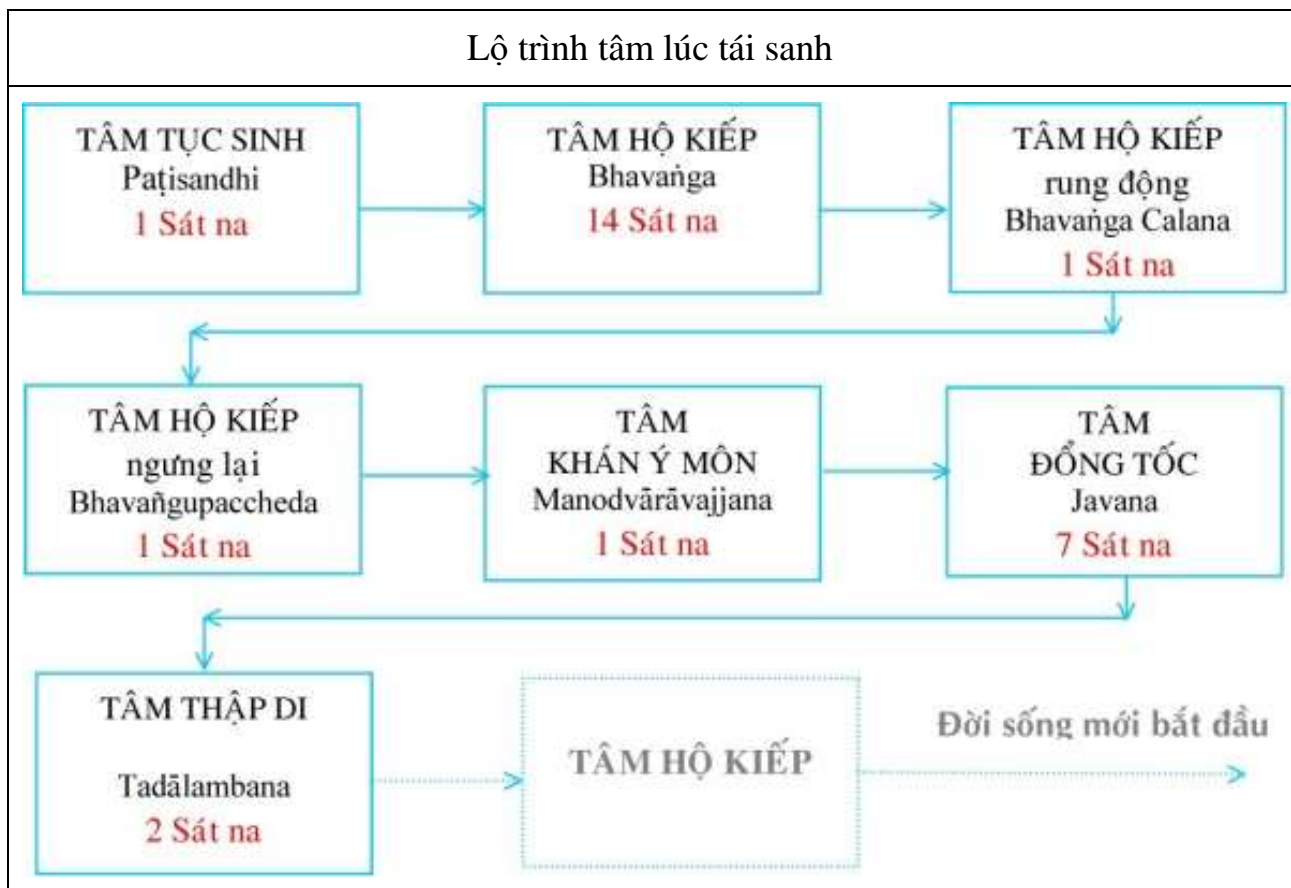 Lộ trình tâm lúc tái sanh
TÂM TỤC SINH
Paṭisandhi
1 Sát na
TÂM HỘ KIẾP
Bhavaṅga
14 Sát na
TÂM HỘ KIẾP
rung động
Bhavaṅga Calana
1 Sát na
TÂM HỘ KIẾP
ngưng lại
Bhavañgupaccheda
1 Sát na
TÂM
KHÁN Ý MÔN
Manodvārāvajjana
1 Sát na
TÂM
ĐỔNG TỐC
Javana
7 Sát na
TÂM THẬP DI
Tadālambana
2 Sát na
TÂM HỘ KIẾP
Đời sống mới bắt đầu